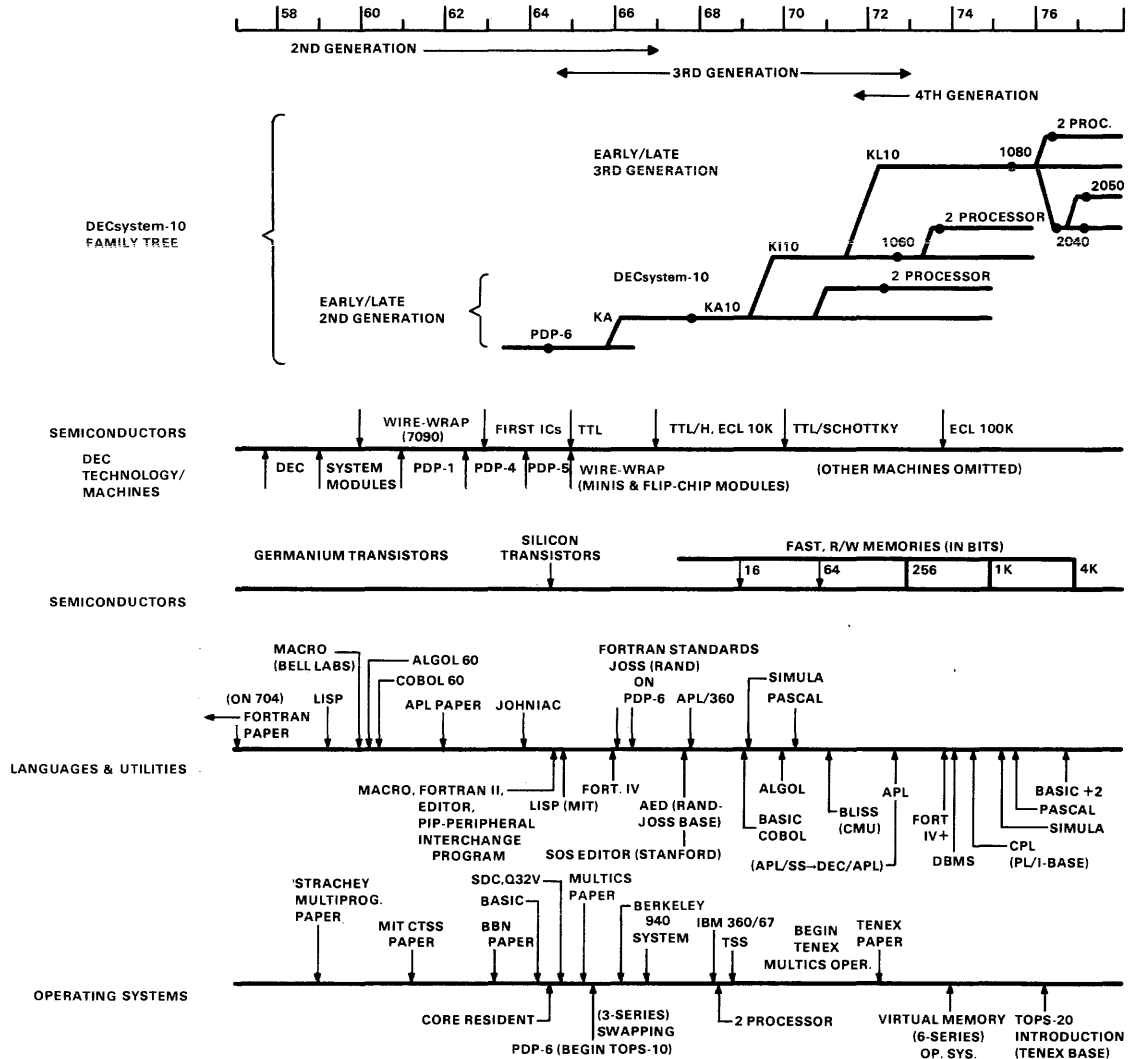 58 60 62 64 66 68 70 72 74 76
2ND GENERATION
3RD GENERATION
4TH GENERATION
2 PROC.
EARLY/LATE
3RD GENERATION
KL10
1080
2050
DECsystem-10
FAMILY TREE
2 PROCESSOR
KI10
1060
2040
DECsystem-10
2 PROCESSOR
EARLY/LATE
2ND GENERATION
KA
KA10
PDP-6
SEMICONDUCTORS
WIRE-WRAP
(7090)
FIRST ICs
TTL
TTL/H, ECL 10K
TTL/SCHOTTKY
ECL 100K
DEC
TECHNOLOGY/
MACHINES
DEC
SYSTEM
MODULES
PDP-1
PDP-4
PDP-5
WIRE-WRAP
(MINIS & FLIP-CHIP MODULES)
(OTHER MACHINES OMITTED)
GERMANIUM TRANSISTORS
SILICON
TRANSISTORS
FAST, R/W MEMORIES (IN BITS)
16
64
256
1K
4K
SEMICONDUCTORS
MACRO
(BELL LABS)
ALGOL 60
COBOL 60
FORTRAN STANDARDS
JOSS (RAND)
ON
PDP-6
SIMULA
(ON 704)
FORTRAN
PAPER
LISP
APL PAPER
JOHNIAC
APL/360
PASCAL
LANGUAGES & UTILITIES
MACRO, FORTRAN II,
EDITOR,
PIP-PERIPHERAL
INTERCHANGE
PROGRAM
LISP (MIT)
FORT. IV
AED (RAND-
JOSS BASE)
SOS EDITOR (STANFORD)
BASIC
COBOL
ALGOL
BLISS
(CMU)
APL
(APL/SS→DEC/APL)
FORT
IV+
DBMS
CPL
(PL/I-BASE)
SIMULA
PASCAL
BASIC +2
STRACHEY
MULTIPROG.
PAPER
MIT CTSS
PAPER
BBN
PAPER
BASIC
SDC,Q32V
MULTICS
PAPER
BERKELEY
940
SYSTEM
IBM 360/67
TSS
BEGIN
TENEX
MULTICS OPER.
TENEX
PAPER
OPERATING SYSTEMS
CORE RESIDENT
(3-SERIES)
SWAPPING
PDP-6 (BEGIN TOPS-10)
2 PROCESSOR
VIRTUAL MEMORY
(6-SERIES)
OP. SYS.
TOPS-20
INTRODUCTION
(TENEX BASE)